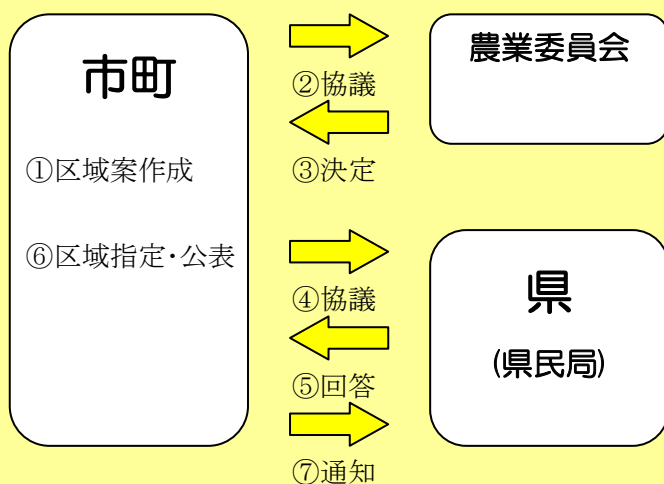 市町
①区域案作成
⑥区域指定・公表
②協議
③決定
④協議
⑤回答
⑦通知
農業委員会
県
(県民局)